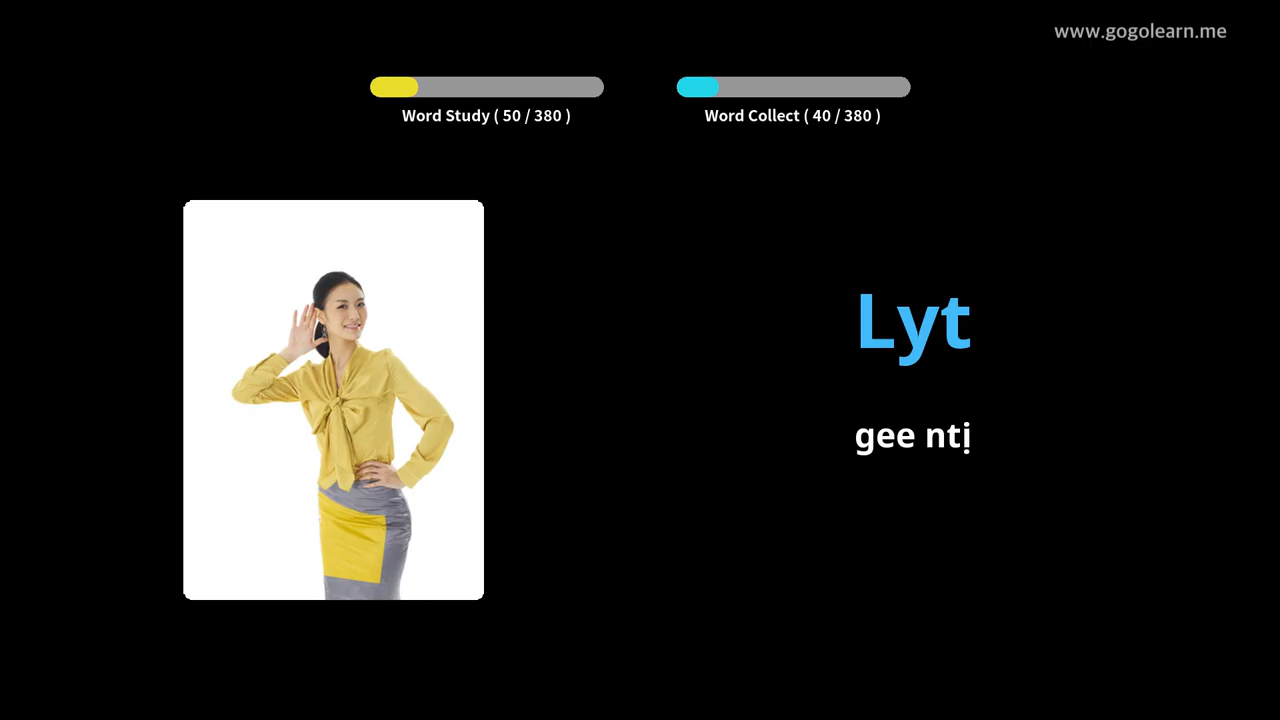 www.gogolearn.me
Word Study ( 50 / 380 )
Word Collect ( 40 / 380 )
Lyt
gee ntị